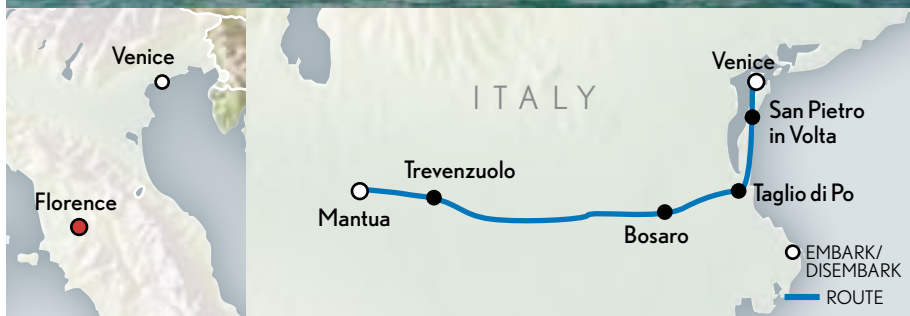 Venice
Florence
ITALY
Venice
San Pietro
in Volta
Trevenzuolo
Mantua
Taglio di Po
Bosaro
EMBARK/
DISEMBARK
ROUTE